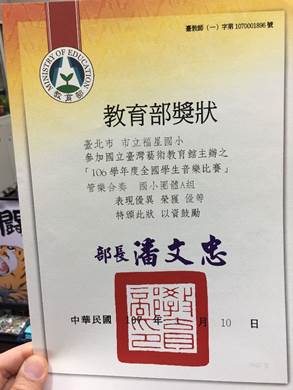 臺教師(一)字第1070001896號
MINISTRY OF EDUCATION
教育部
教育部獎狀
臺北市 市立福星國小
參加國立臺灣藝術教育館主辦之
「106學年度全國學生音樂比賽」
管樂合奏 國小團體A組
表現優異 榮獲 優等
特頒此狀 以資鼓勵
部長 潘文忠
中華民國 107 年 月 10 日